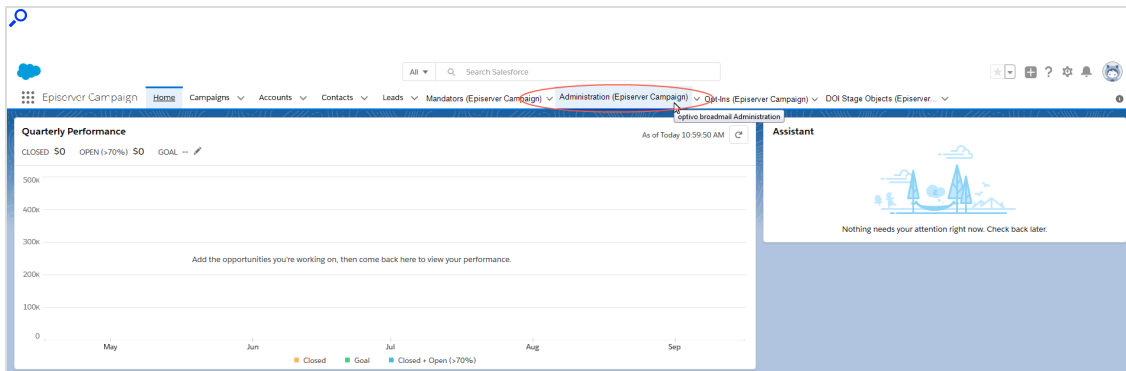 All Search Salesforce
Episerver Campaign Home Campaigns Accounts Contacts Leads Mandators (Episerver Campaign) Administration (Episerver Campaign) Opt-Ins (Episerver Campaign) DOI Stage Objects (Episerver...
optivo broadmail Administration
Quarterly Performance
As of Today 10:59:50 AM
CLOSED $0 OPEN (>70%) $0 GOAL --
500K
400K
300K
Add the opportunities you're working on, then come back here to view your performance.
200K
100K
0
May Jun Jul Aug Sep
Closed Goal Closed + Open (>70%)
Assistant
Nothing needs your attention right now. Check back later.